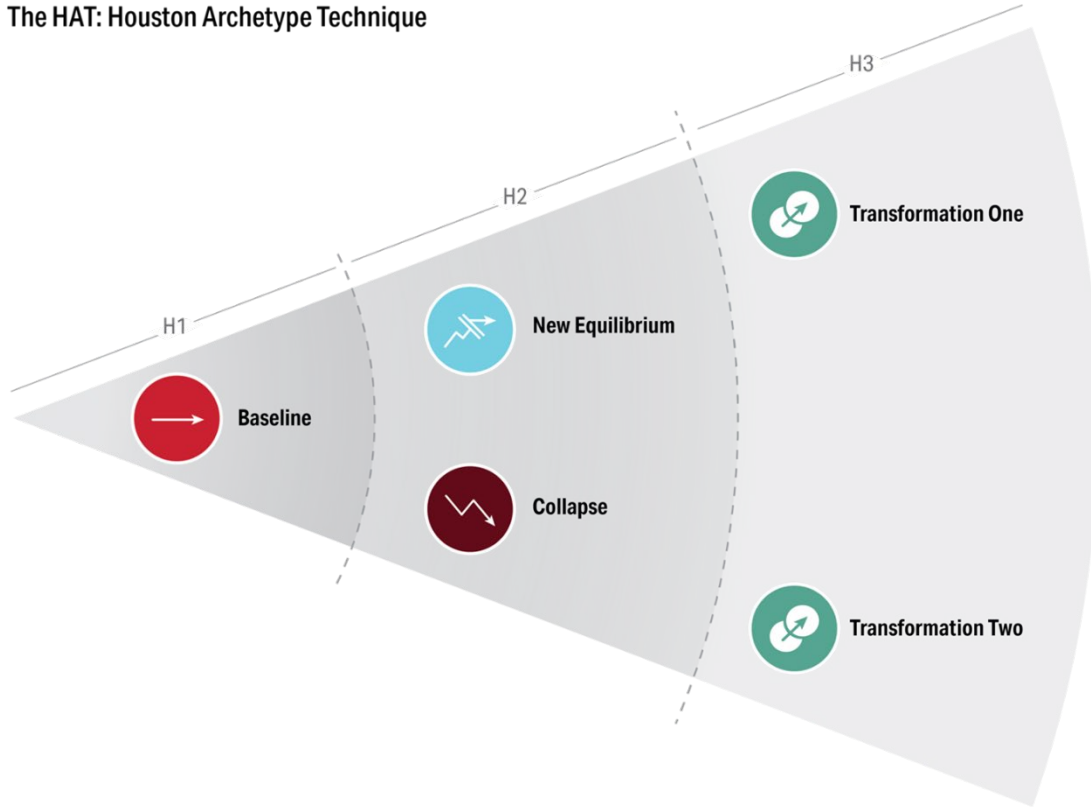 The HAT: Houston Archetype Technique
H3
H2
Transformation One
H1
New Equilibrium
Baseline
Collapse
Transformation Two